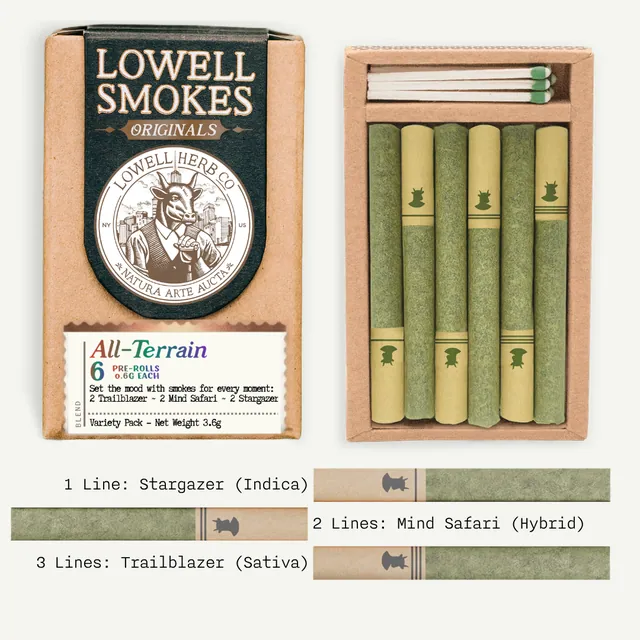 LOWELL
SMOKES
ORIGINALS
LOWELL HERB CO
NY
US
NATURA ARTE AUCTA
All-Terrain
6 PRE-ROLLS
0.6G EACH
Set the mood with smokes for every moment:
2 Trailblazer ~ 2 Mind Safari ~ 2 Stargazer
BLEND
Variety Pack - Net Weight 3.6g
1 Line: Stargazer (Indica)
2 Lines: Mind Safari (Hybrid)
3 Lines: Trailblazer (Sativa)